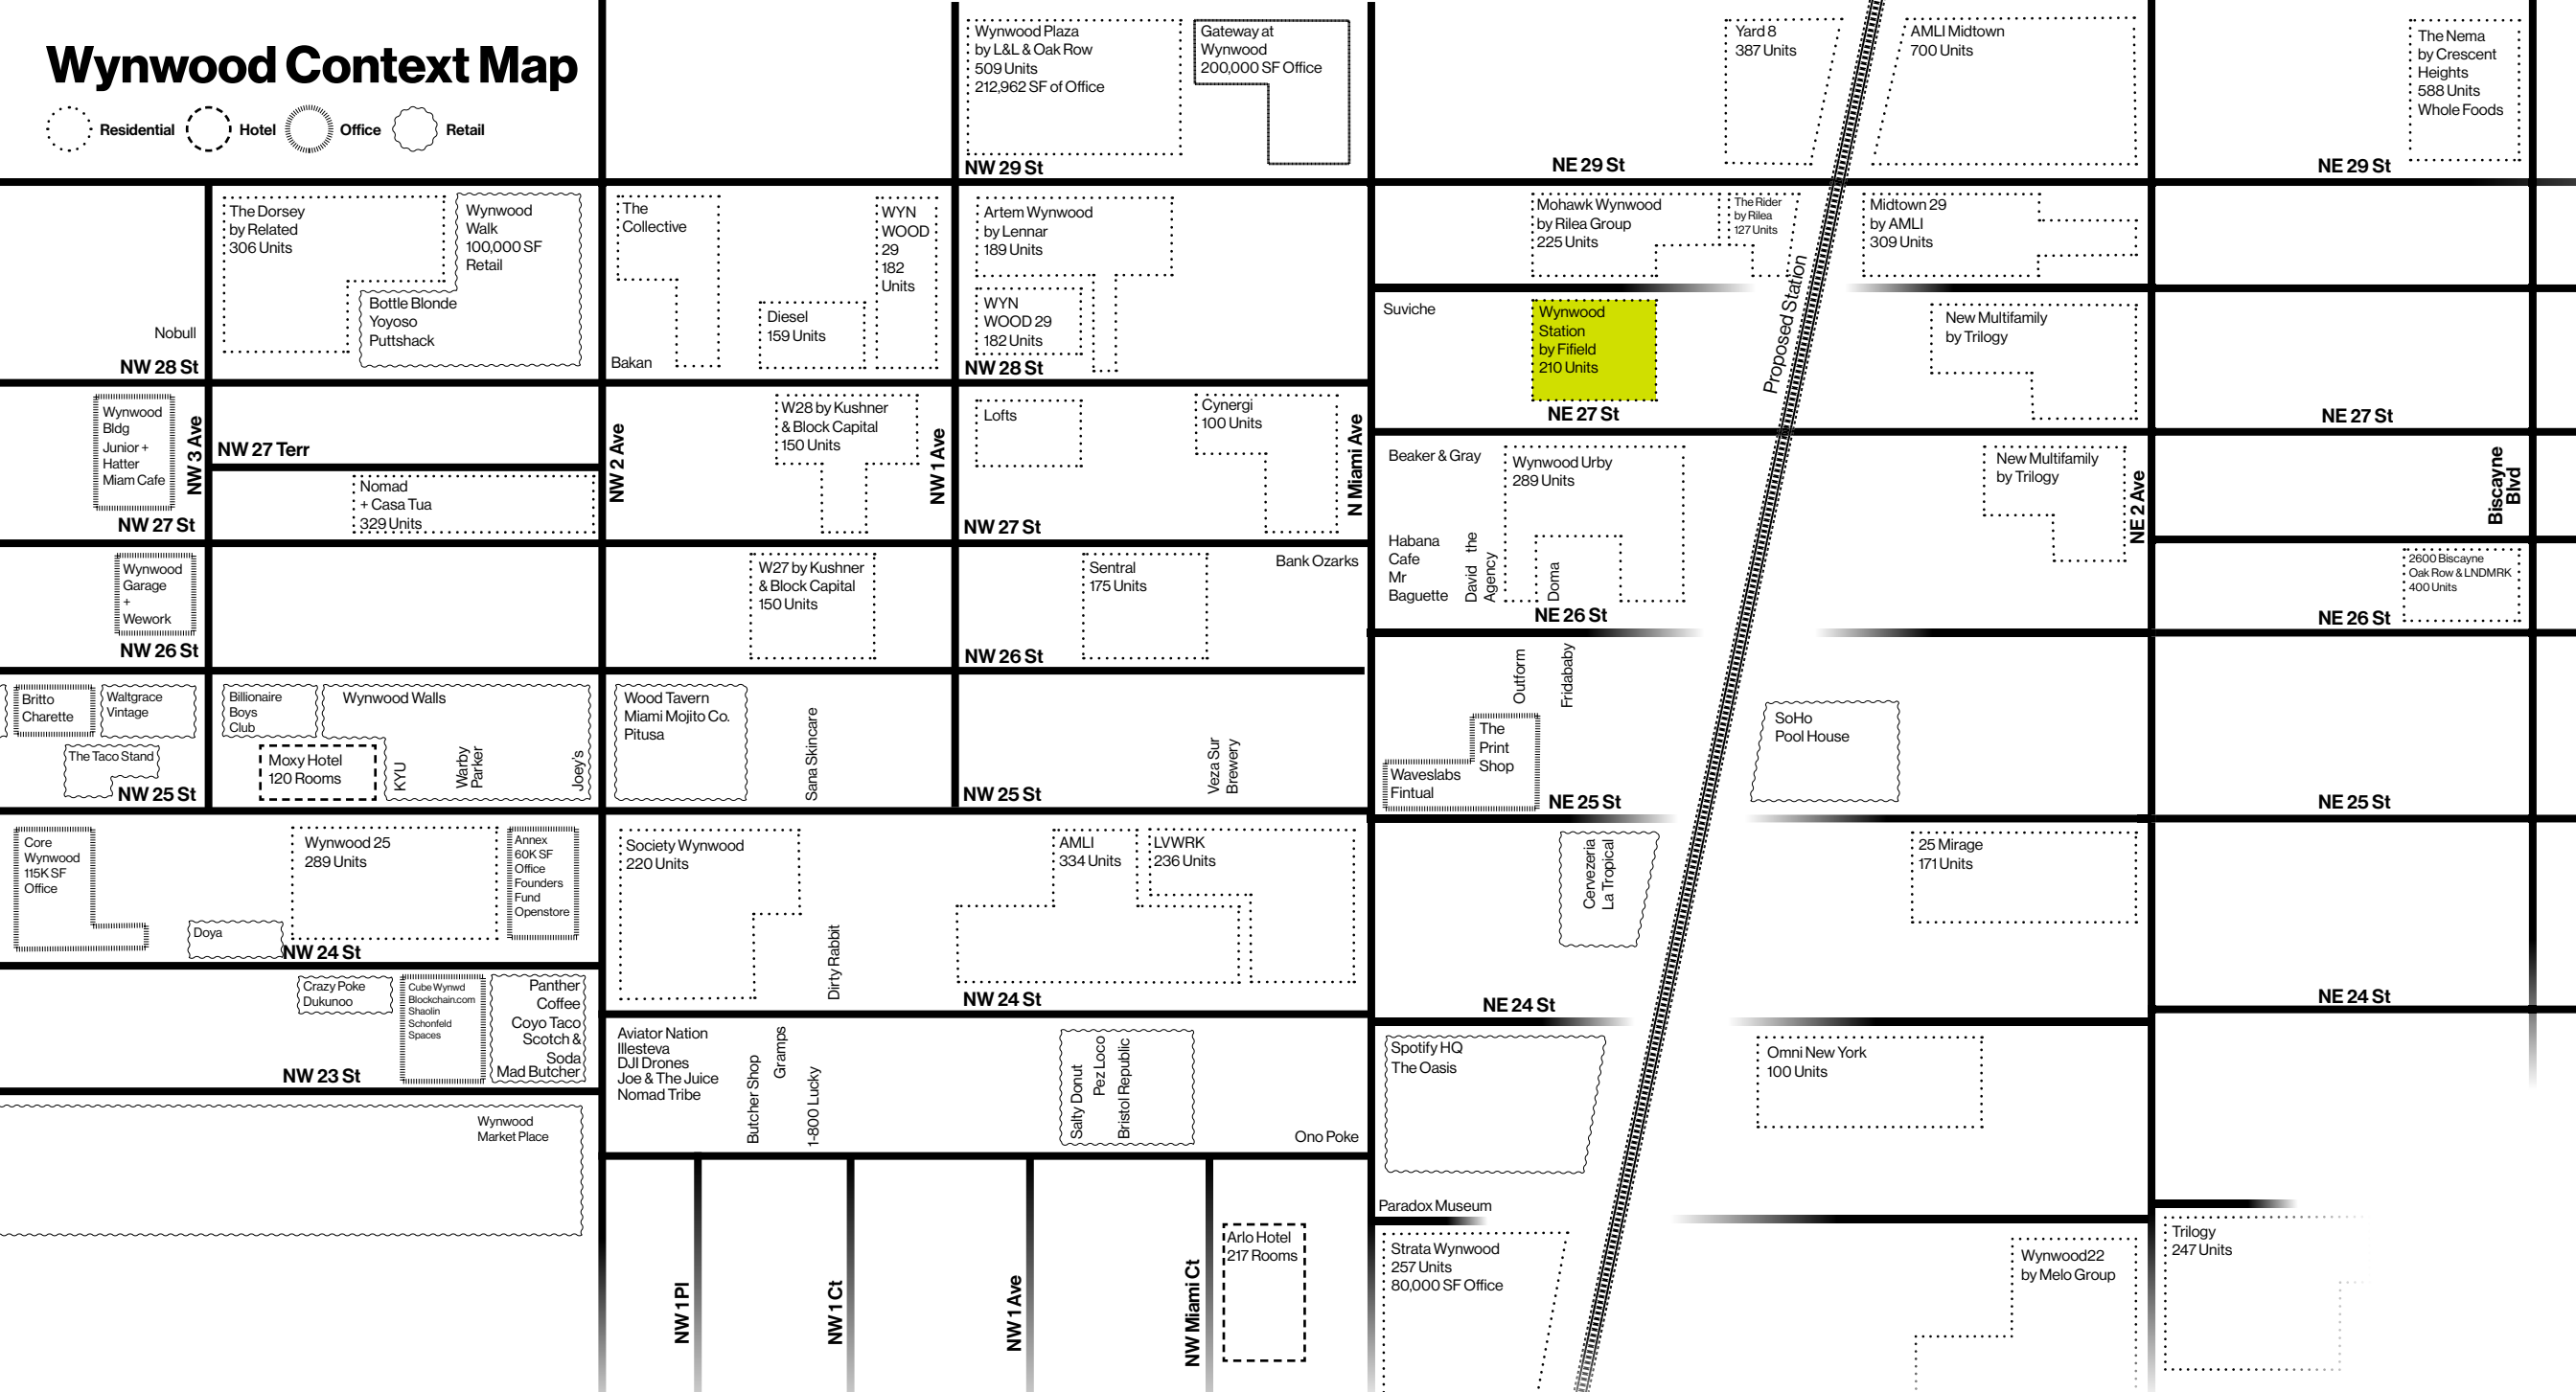 Wynwood Context Map
Residential
Hotel
Office
Retail
Wynwood Plaza
by L&L & Oak Row
509 Units
212,962 SF of Office
Gateway at
Wynwood
200,000 SF Office
Yard 8
387 Units
AMLI Midtown
700 Units
The Nema
by Crescent
Heights
588 Units
Whole Foods
NW 29 St
NE 29 St
NE 29 St
The Dorsey
by Related
306 Units
Wynwood
Walk
100,000 SF
Retail
Bottle Blonde
Yoyoso
Puttshack
Nobull
NW 28 St
The
Collective
Bakan
Diesel
159 Units
WYN
WOOD
29
182
Units
Artem Wynwood
by Lennar
189 Units
WYN
WOOD 29
182 Units
NW 28 St
Mohawk Wynwood
by Rilea Group
225 Units
The Rider
by Rilea
127 Units
Midtown 29
by AMLI
309 Units
Proposed Station
Suviche
Wynwood
Station
by Fifield
210 Units
NE 27 St
New Multifamily
by Trilogy
NE 27 St
Wynwood
Bldg
Junior +
Hatter
Miam Cafe
NW 3 Ave
NW 27 St
NW 27 Terr
Nomad
+ Casa Tua
329 Units
NW 2 Ave
W28 by Kushner
& Block Capital
150 Units
NW 1 Ave
Lofts
Cynergi
100 Units
N Miami Ave
NW 27 St
Beaker & Gray
Wynwood Urby
289 Units
Habana
Cafe
Mr
Baguette
David the
Agency
Doma
NE 26 St
New Multifamily
by Trilogy
NE 2 Ave
Biscayne
Blvd
2600 Biscayne
Oak Row & LNDMRK
400 Units
NE 26 St
Wynwood
Garage
+
Wework
NW 26 St
W27 by Kushner
& Block Capital
150 Units
Sentral
175 Units
Bank Ozarks
NW 26 St
Britto
Charette
Waltgrace
Vintage
The Taco Stand
NW 25 St
Billionaire
Boys
Club
Wynwood Walls
Moxy Hotel
120 Rooms
KYU
Warby
Parker
Joey's
Wood Tavern
Miami Mojito Co.
Pitusa
Sana Skincare
Veza Sur
Brewery
NW 25 St
Outform
Fridababy
The
Print
Shop
Waveslabs
Fintual
NE 25 St
SoHo
Pool House
NE 25 St
Core
Wynwood
115K SF
Office
Doya
Wynwood 25
289 Units
NW 24 St
Annex
60K SF
Office
Founders
Fund
Openstore
Society Wynwood
220 Units
Dirty Rabbit
AMLI
334 Units
LVWRK
236 Units
NW 24 St
Cervezeria
La Tropical
NE 24 St
25 Mirage
171 Units
NE 24 St
Crazy Poke
Dukunoo
Cube Wynwd
Blockchain.com
Shaolin
Schonfeld
Spaces
Panther
Coffee
Coyo Taco
Scotch &
Soda
Mad Butcher
NW 23 St
Aviator Nation
Illesteva
DJI Drones
Joe & The Juice
Nomad Tribe
Butcher Shop
Gramps
1-800 Lucky
Salty Donut
Pez Loco
Bristol Republic
Ono Poke
Spotify HQ
The Oasis
Paradox Museum
Omni New York
100 Units
Wynwood
Market Place
NW 1 Pl
NW 1 Ct
NW 1 Ave
NW Miami Ct
Arlo Hotel
217 Rooms
Strata Wynwood
257 Units
80,000 SF Office
Wynwood22
by Melo Group
Trilogy
247 Units